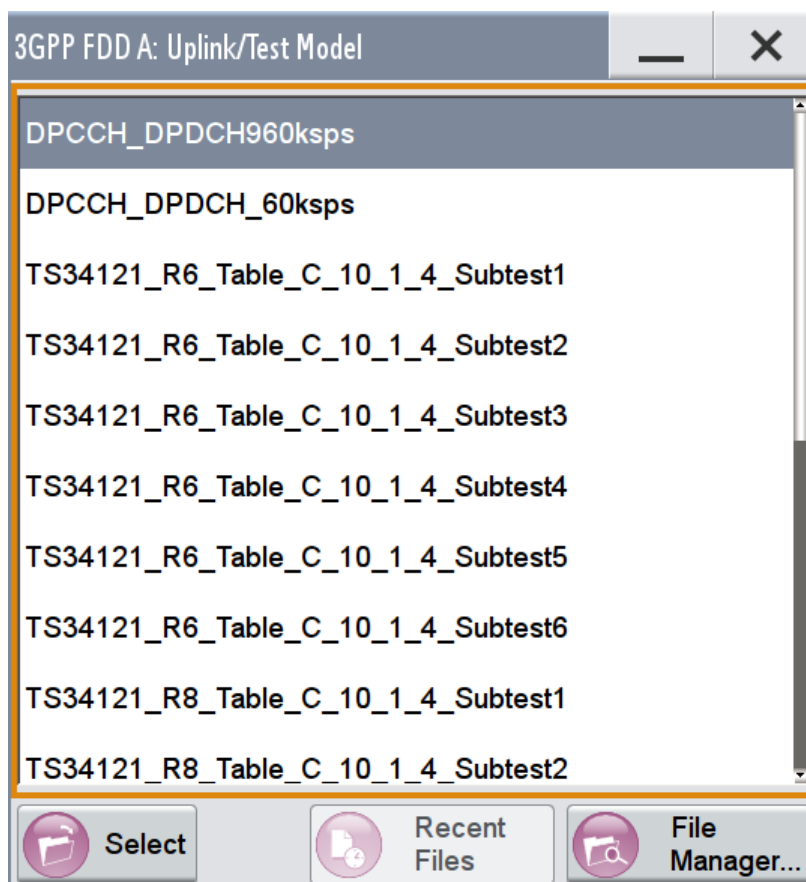 3GPP FDD A: Uplink/Test Model
DPCCH_DPDCH960ksps
DPCCH_DPDCH_60ksps
TS34121_R6_Table_C_10_1_4_Subtest1
TS34121_R6_Table_C_10_1_4_Subtest2
TS34121_R6_Table_C_10_1_4_Subtest3
TS34121_R6_Table_C_10_1_4_Subtest4
TS34121_R6_Table_C_10_1_4_Subtest5
TS34121_R6_Table_C_10_1_4_Subtest6
TS34121_R8_Table_C_10_1_4_Subtest1
TS34121_R8_Table_C_10_1_4_Subtest2
Select
Recent
Files
File
Manager...